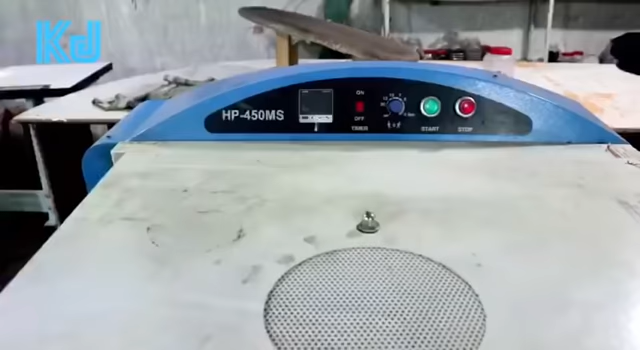 KJ
HP-450MS
ON
OFF
TIMER
START
STOP